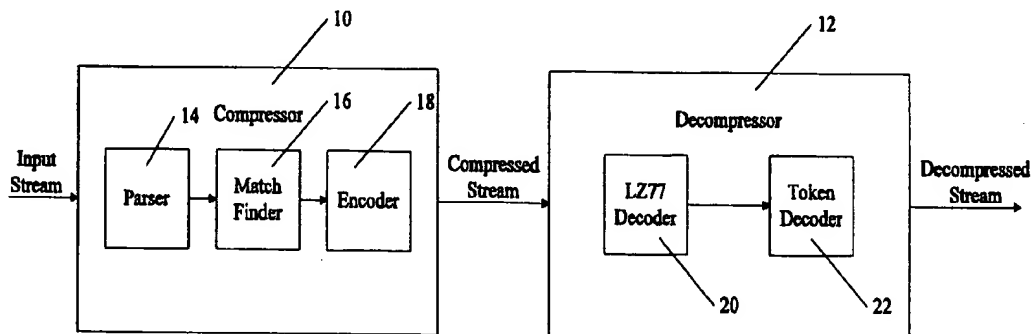 10
12
Compressor
14
16
18
Input
Stream
Parser
Match
Finder
Encoder
Compressed
Stream
Decompressor
LZ77
Decoder
Token
Decoder
20
22
Decompressed
Stream